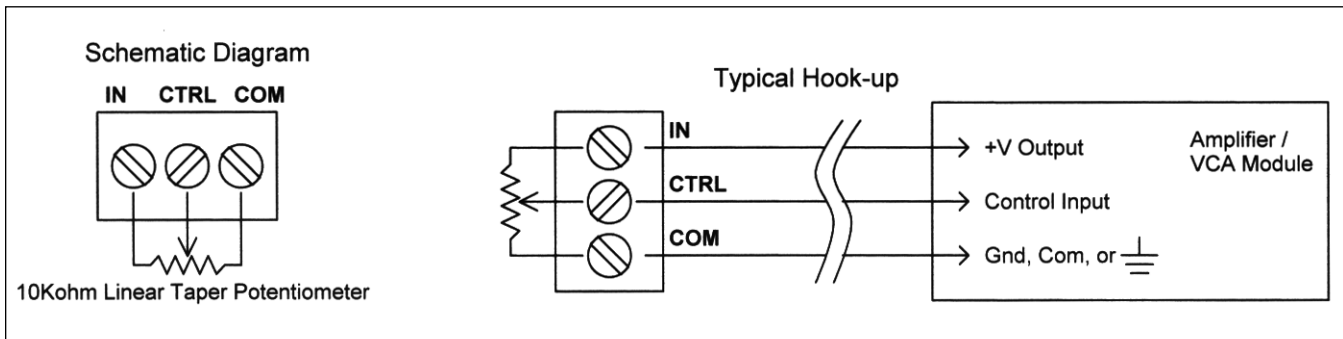 Schematic Diagram
IN CTRL COM
10Kohm Linear Taper Potentiometer
Typical Hook-up
IN
CTRL
COM
+V Output
Control Input
Gnd, Com, or
Amplifier /
VCA Module